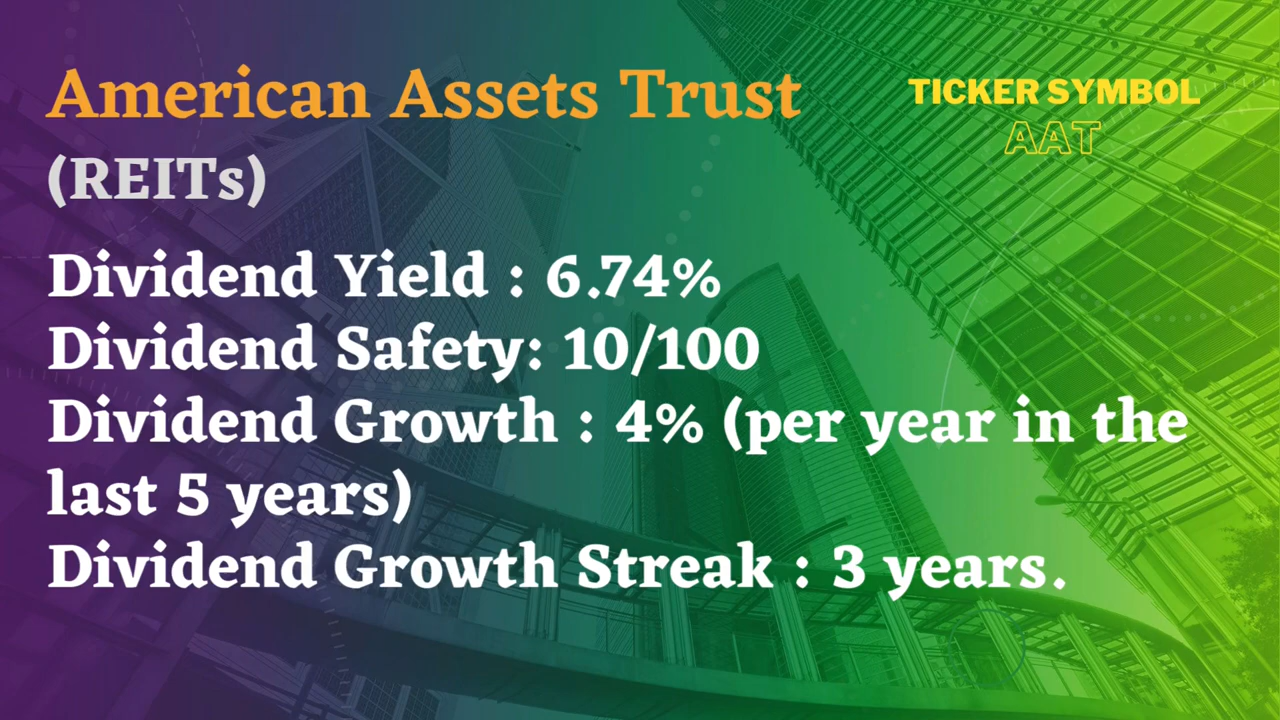 American Assets Trust
TICKER SYMBOL
AAT
(REITs)
Dividend Yield : 6.74%
Dividend Safety: 10/100
Dividend Growth : 4% (per year in the
last 5 years)
Dividend Growth Streak : 3 years.